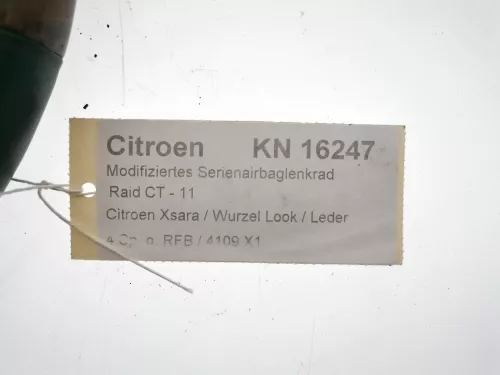 Citroen KN 16247
Modifiziertes Serienairbaglenkrad
Raid CT - 11
Citroen Xsara / Wurzel Look / Leder
RFB / 4109 X1